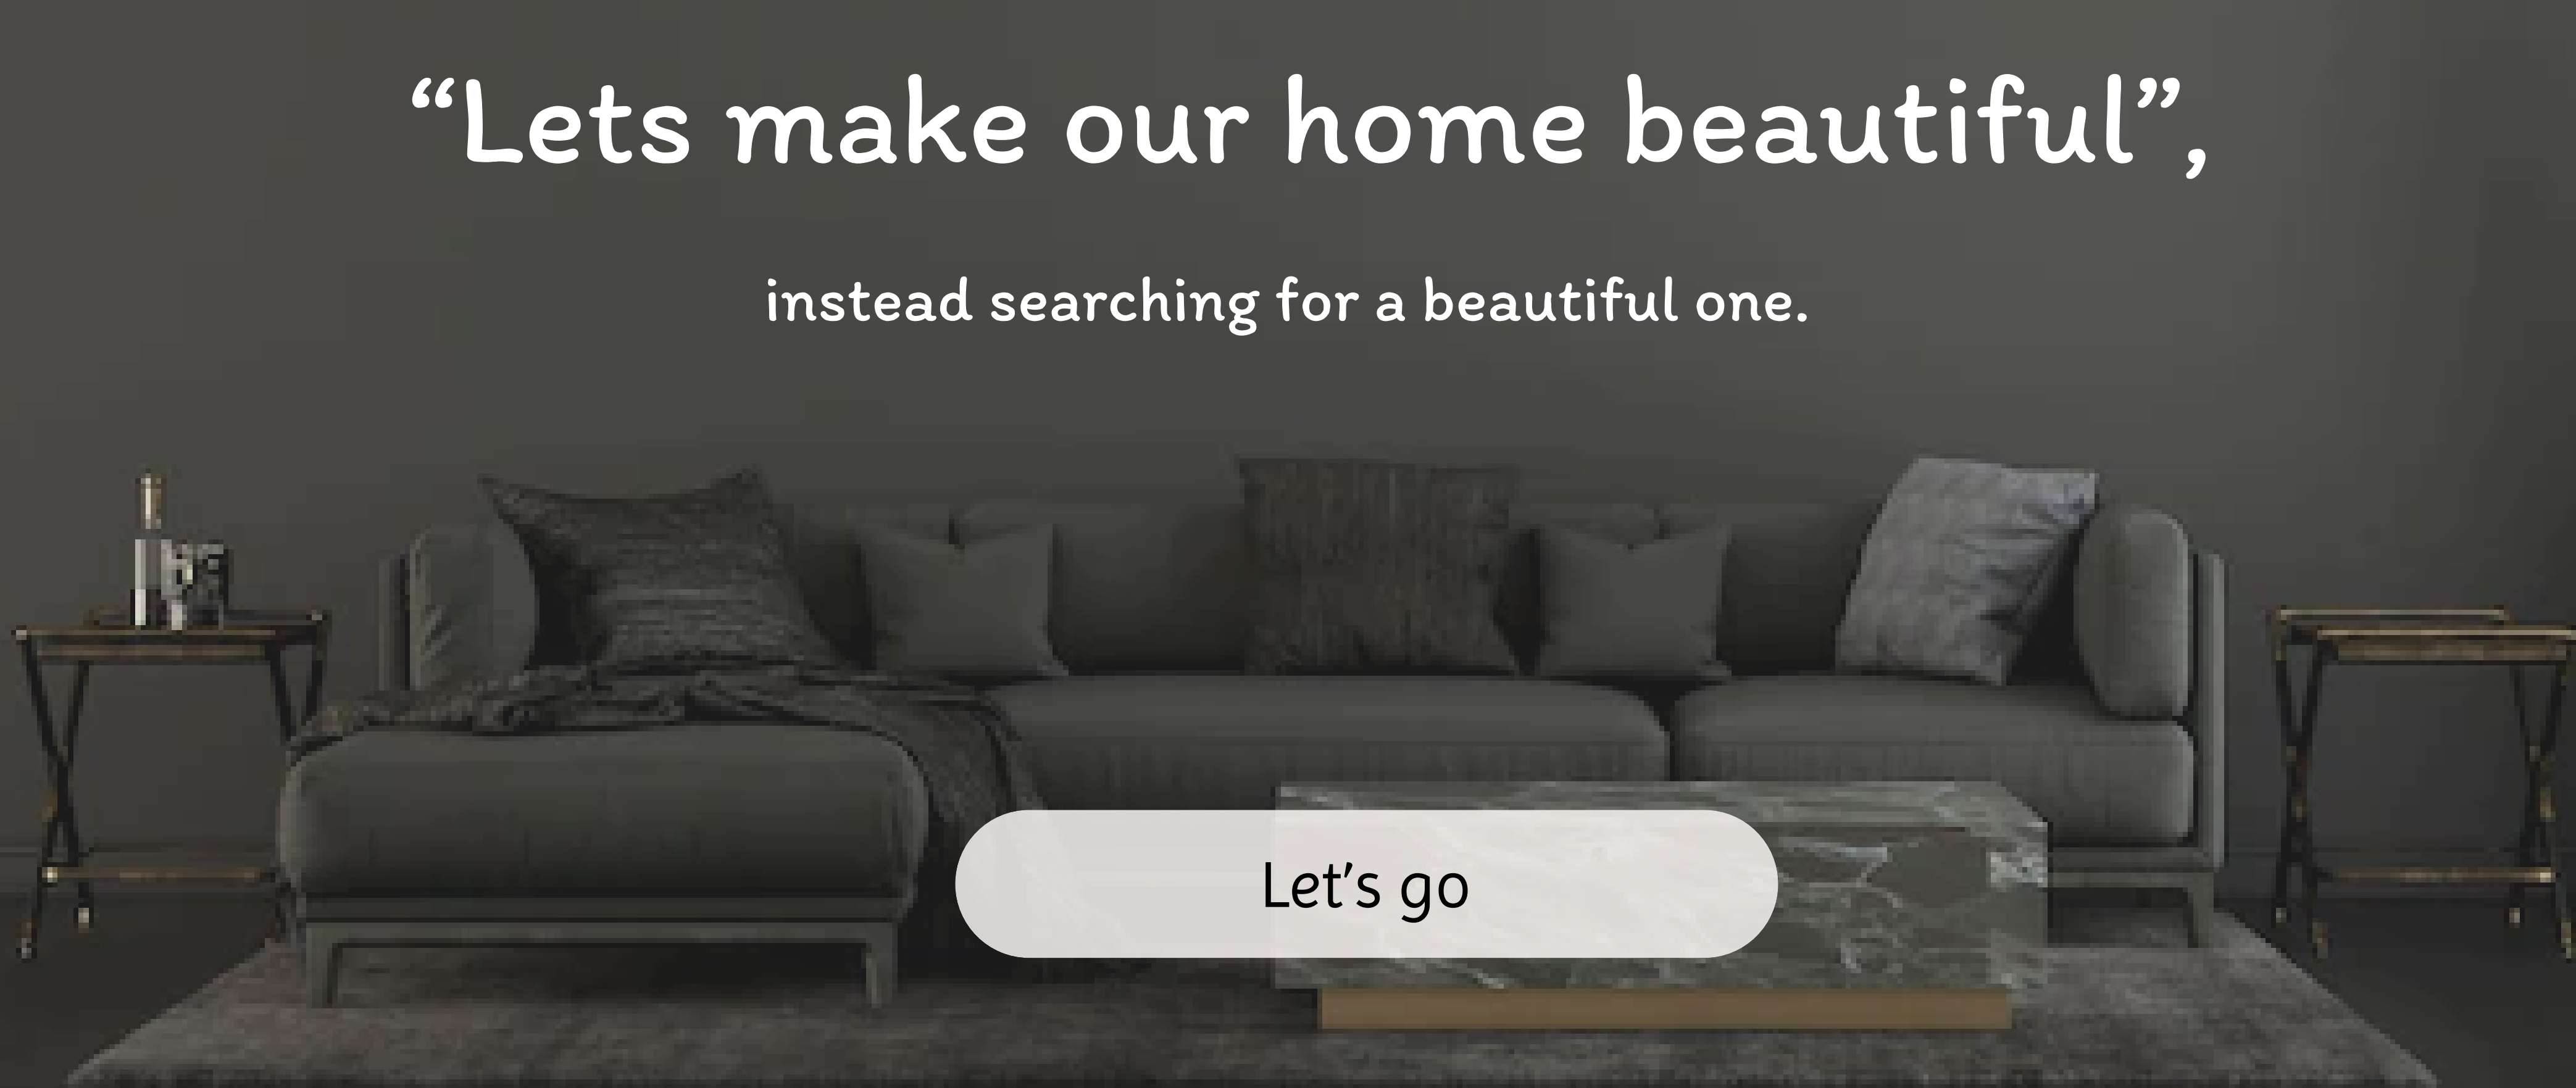 “Lets make our home beautiful”,
instead searching for a beautiful one.
Let’s go